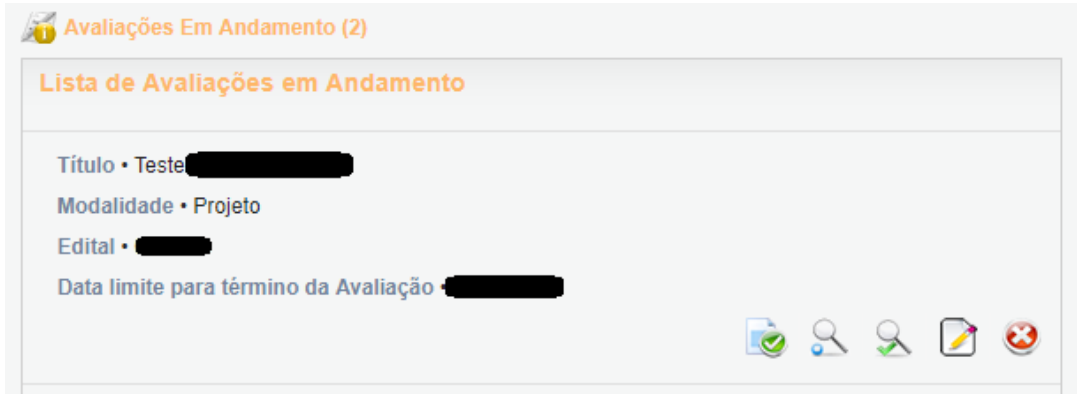 Avaliações Em Andamento (2)
Lista de Avaliações em Andamento
Título • Teste
Modalidade • Projeto
Edital •
Data limite para término da Avaliação •